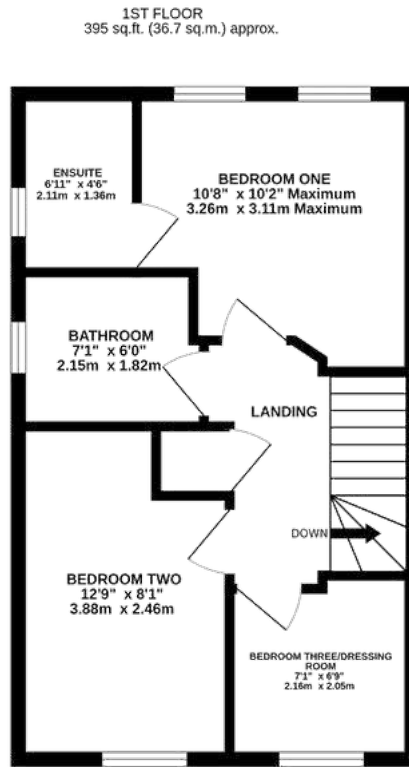 1ST FLOOR
395 sq.ft. (36.7 sq.m.) approx.
ENSUITE
6'11" x 4'6"
2.11m x 1.36m
BEDROOM ONE
10'8" x 10'2" Maximum
3.26m x 3.11m Maximum
BATHROOM
7'1" x 6'0"
2.15m x 1.82m
LANDING
DOWN
BEDROOM TWO
12'9" x 8'1"
3.88m x 2.46m
BEDROOM THREE/DRESSING
ROOM
7'1" x 6'9"
2.16m x 2.05m